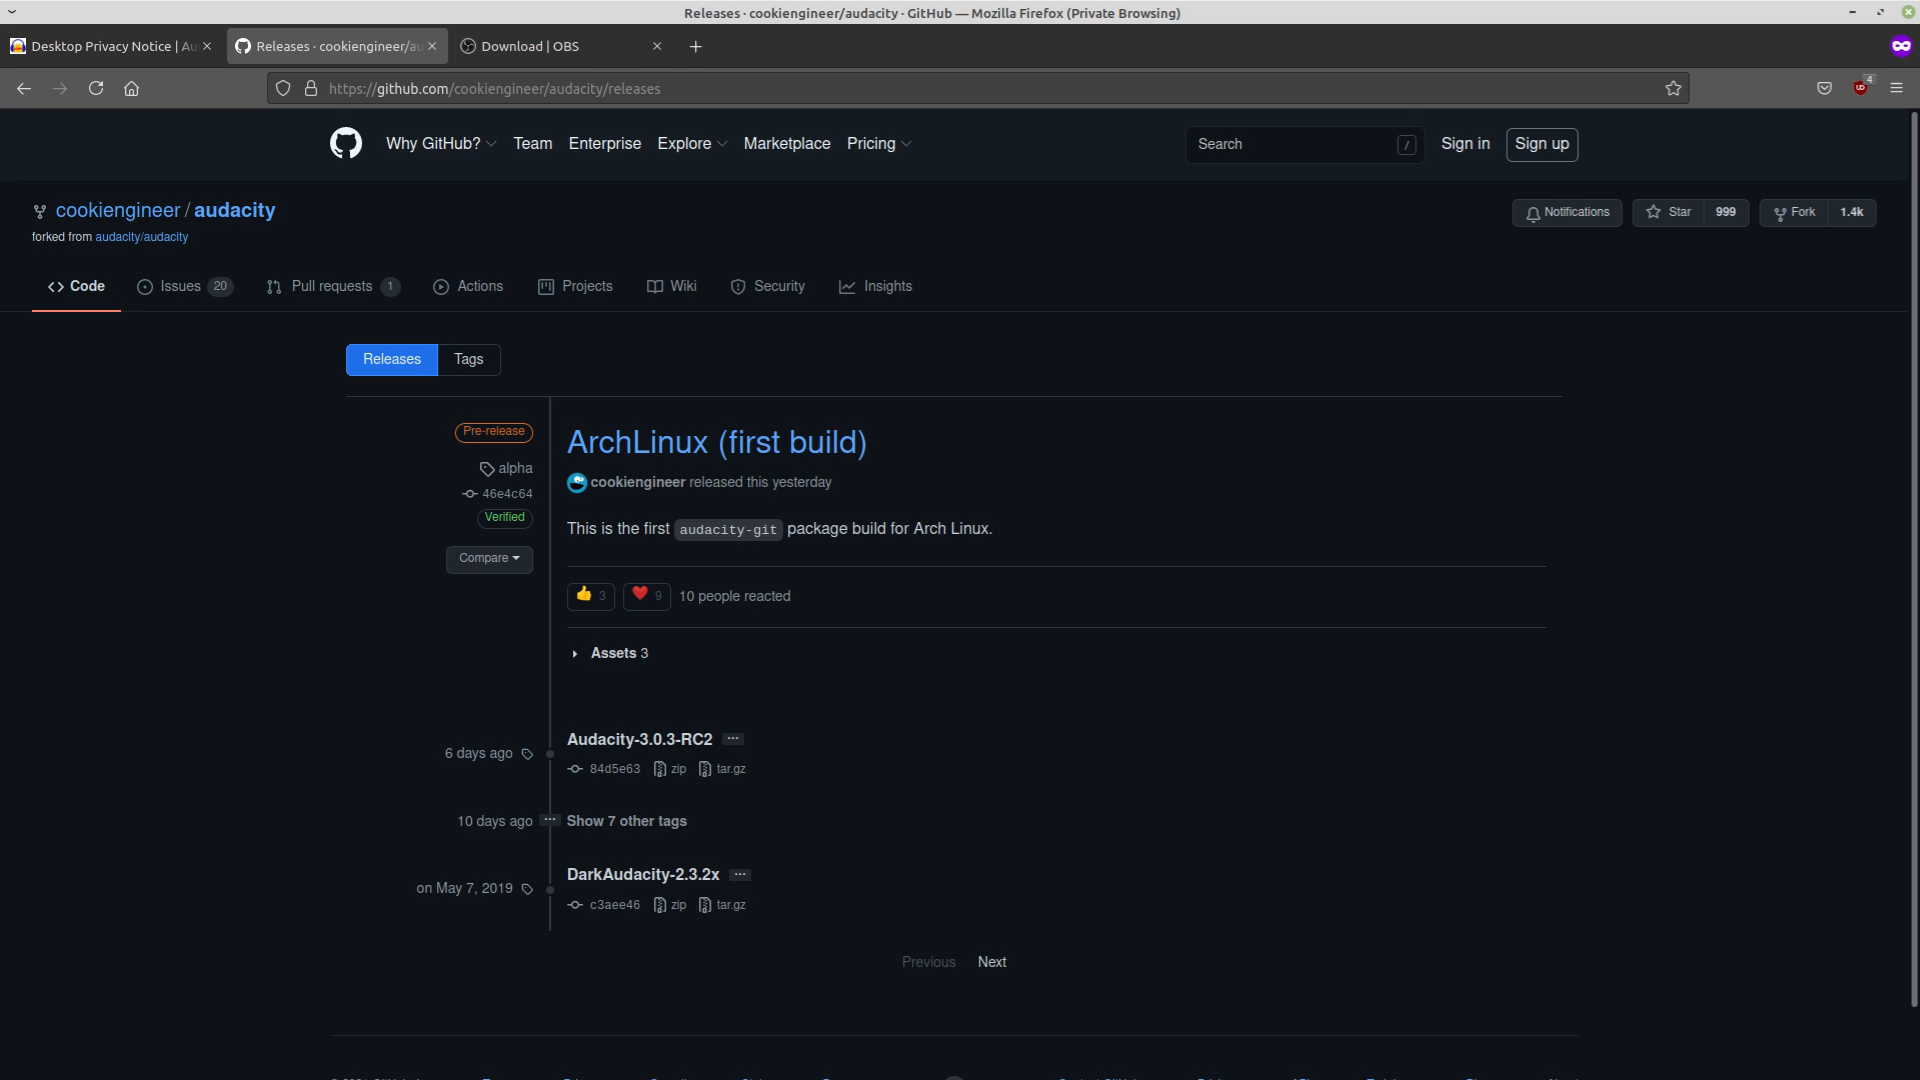 Releases · cookiengineer/audacity · GitHub — Mozilla Firefox (Private Browsing)
Desktop Privacy Notice | Au
Releases · cookiengineer/au
Download | OBS
https://github.com/cookiengineer/audacity/releases
4
Why GitHub? Team Enterprise Explore Marketplace Pricing
Search /
Sign in
Sign up
cookiengineer / audacity
Notifications
Star 999
Fork 1.4k
forked from audacity/audacity
Code
Issues 20
Pull requests 1
Actions
Projects
Wiki
Security
Insights
Releases
Tags
Pre-release
alpha
46e4c64
Verified
Compare
ArchLinux (first build)
cookiengineer released this yesterday
This is the first audacity-git package build for Arch Linux.
3
9
10 people reacted
Assets 3
6 days ago
Audacity-3.0.3-RC2 ...
84d5e63 zip tar.gz
10 days ago ... Show 7 other tags
on May 7, 2019
DarkAudacity-2.3.2x ...
c3aee46 zip tar.gz
Previous Next